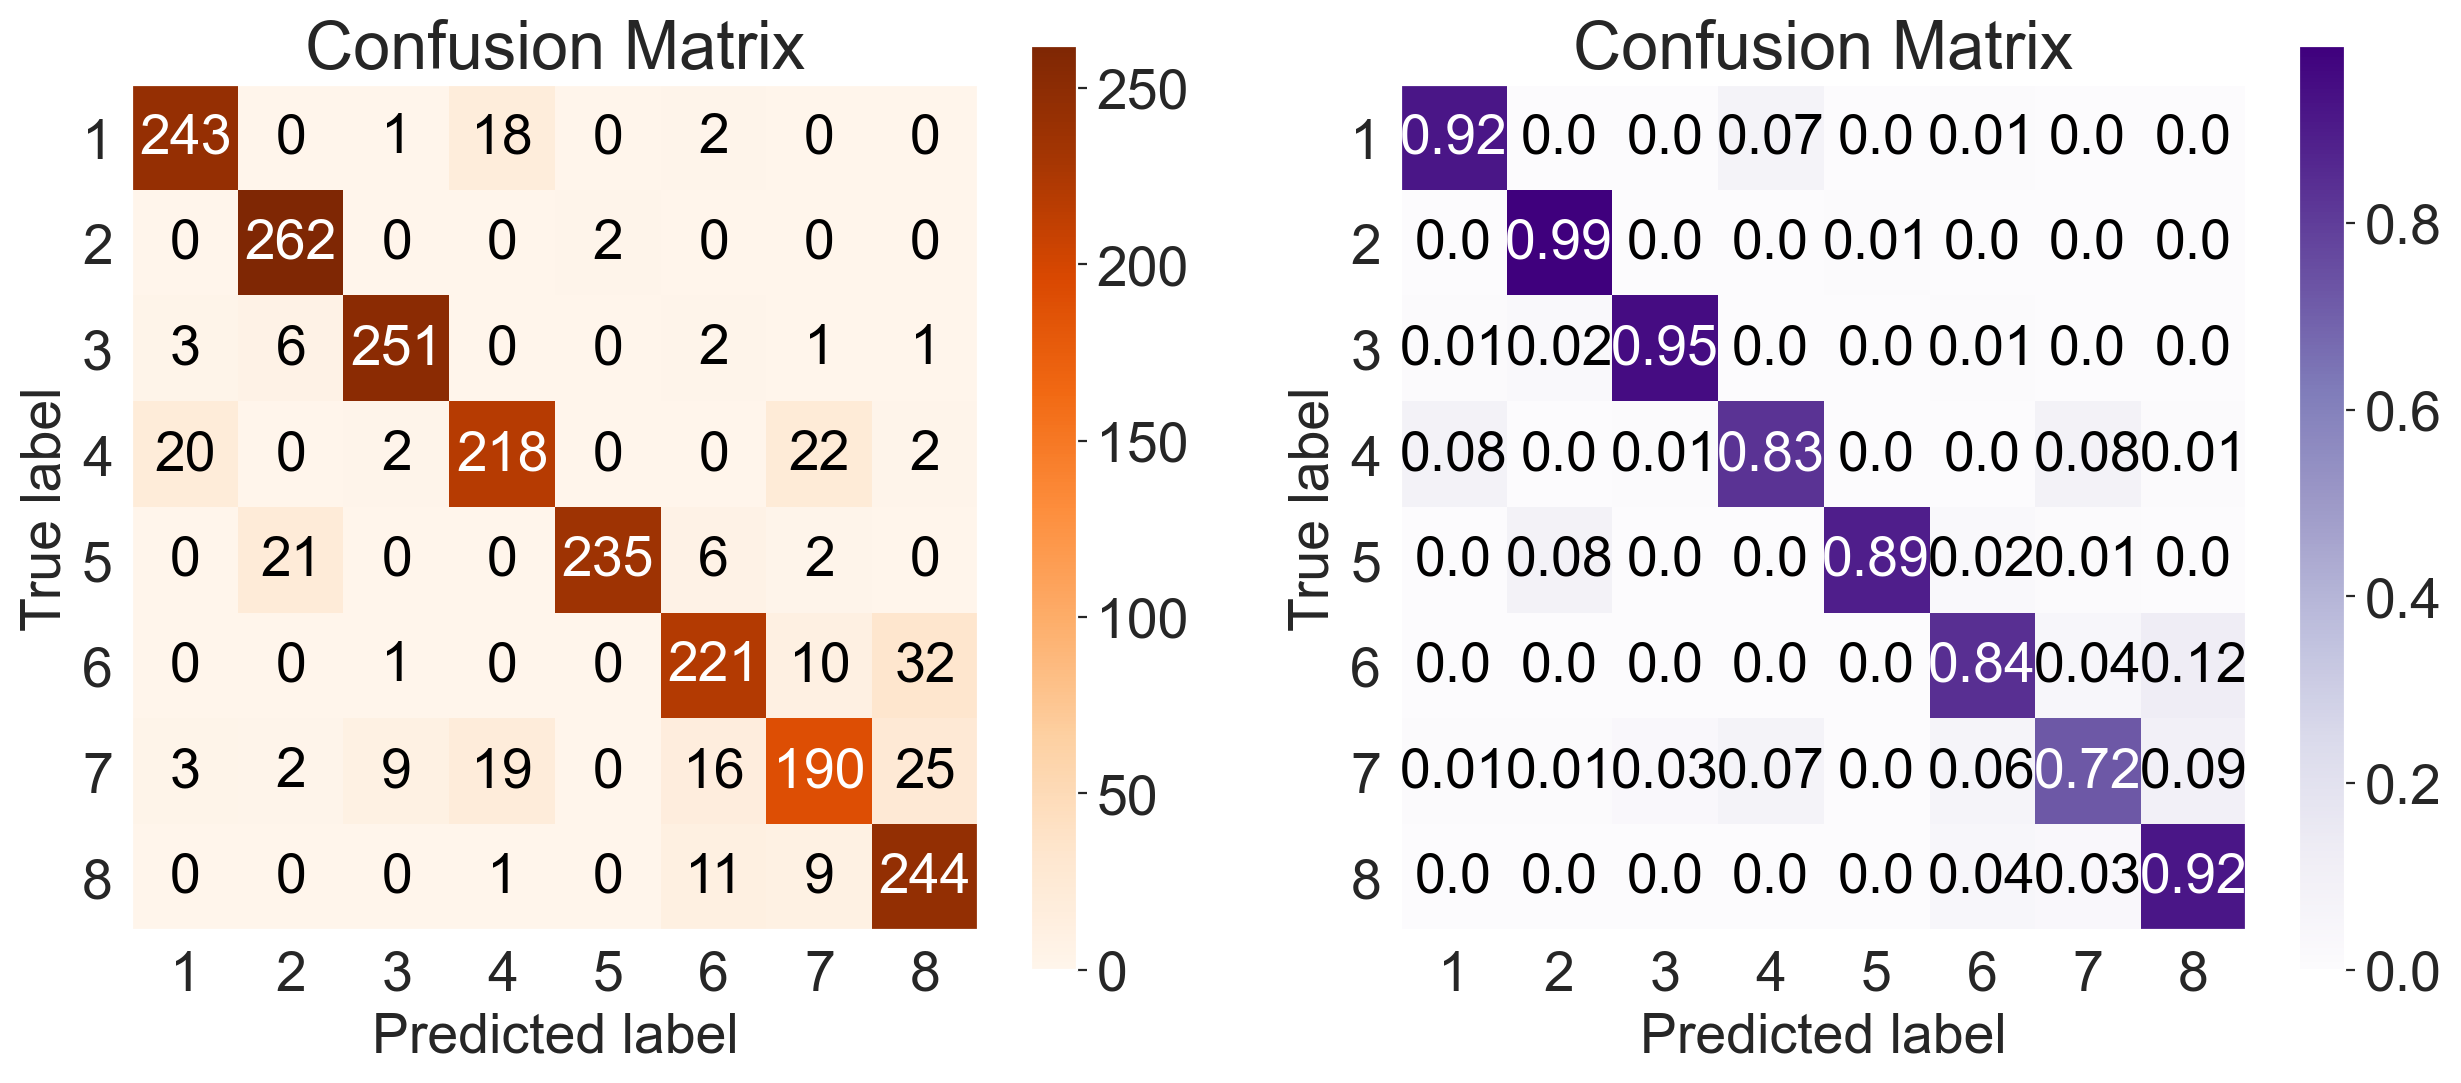 Confusion Matrix
250
200
150
100
50
0
True label
1 243 0 1 18 0 2 0 0
2 0 262 0 0 2 0 0 0
3 3 6 251 0 0 2 1 1
4 20 0 2 218 0 0 22 2
5 0 21 0 0 235 6 2 0
6 0 0 1 0 0 221 10 32
7 3 2 9 19 0 16 190 25
8 0 0 0 1 0 11 9 244
1 2 3 4 5 6 7 8
Predicted label
Confusion Matrix
0.8
0.6
0.4
0.2
0.0
True label
1 0.92 0.0 0.0 0.07 0.0 0.01 0.0 0.0
2 0.0 0.99 0.0 0.0 0.01 0.0 0.0 0.0
3 0.01 0.02 0.95 0.0 0.0 0.01 0.0 0.0
4 0.08 0.0 0.01 0.83 0.0 0.0 0.08 0.01
5 0.0 0.08 0.0 0.0 0.89 0.02 0.01 0.0
6 0.0 0.0 0.0 0.0 0.0 0.84 0.04 0.12
7 0.01 0.01 0.03 0.07 0.0 0.06 0.72 0.09
8 0.0 0.0 0.0 0.0 0.0 0.04 0.03 0.92
1 2 3 4 5 6 7 8
Predicted label